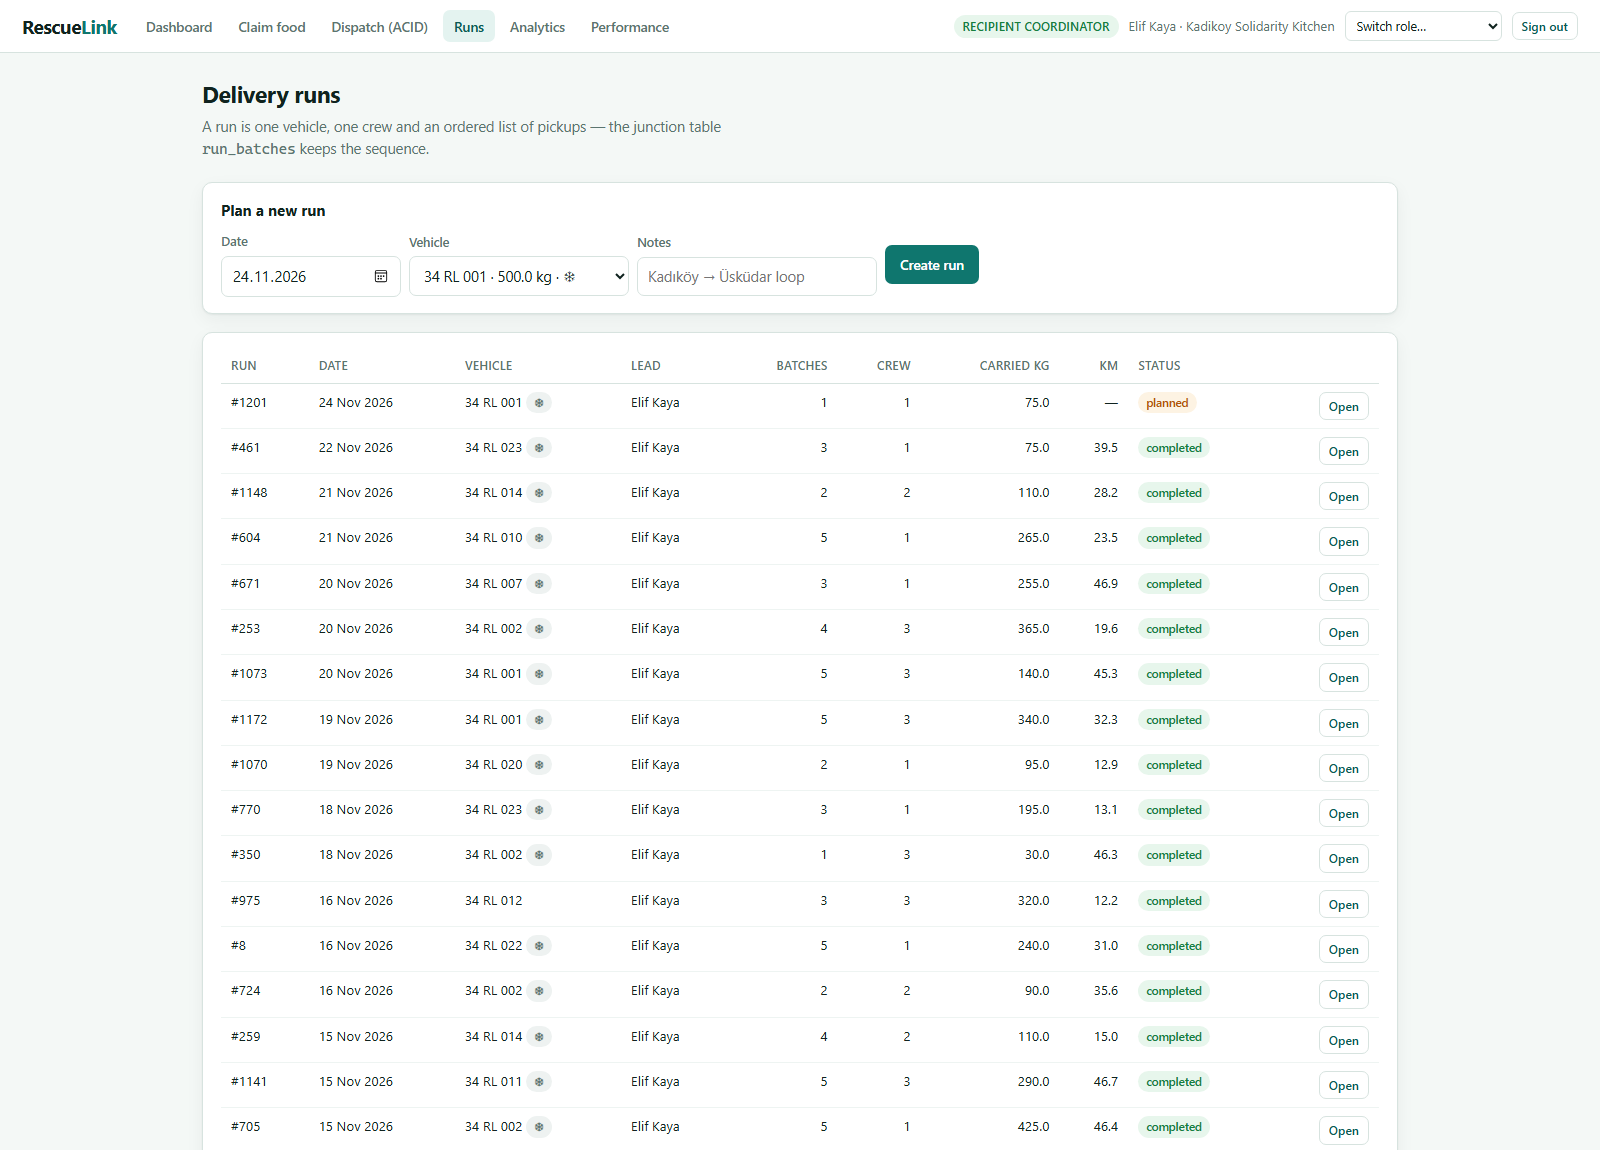 RescueLink Dashboard Claim food Dispatch (ACID) Runs Analytics Performance RECIPIENT COORDINATOR Elif Kaya · Kadikoy Solidarity Kitchen Switch role... Sign out
Delivery runs
A run is one vehicle, one crew and an ordered list of pickups — the junction table
run_batches keeps the sequence.
Plan a new run
Date Vehicle Notes
24.11.2026 34 RL 001 · 500.0 kg · ❄ Kadıköy → Üsküdar loop Create run
RUN DATE VEHICLE LEAD BATCHES CREW CARRIED KG KM STATUS
#1201 24 Nov 2026 34 RL 001 ❄ Elif Kaya 1 1 75.0 — planned Open
#461 22 Nov 2026 34 RL 023 ❄ Elif Kaya 3 1 75.0 39.5 completed Open
#1148 21 Nov 2026 34 RL 014 ❄ Elif Kaya 2 2 110.0 28.2 completed Open
#604 21 Nov 2026 34 RL 010 ❄ Elif Kaya 5 1 265.0 23.5 completed Open
#671 20 Nov 2026 34 RL 007 ❄ Elif Kaya 3 1 255.0 46.9 completed Open
#253 20 Nov 2026 34 RL 002 ❄ Elif Kaya 4 3 365.0 19.6 completed Open
#1073 20 Nov 2026 34 RL 001 ❄ Elif Kaya 5 3 140.0 45.3 completed Open
#1172 19 Nov 2026 34 RL 001 ❄ Elif Kaya 5 3 340.0 32.3 completed Open
#1070 19 Nov 2026 34 RL 020 ❄ Elif Kaya 2 1 95.0 12.9 completed Open
#770 18 Nov 2026 34 RL 023 ❄ Elif Kaya 3 1 195.0 13.1 completed Open
#350 18 Nov 2026 34 RL 002 ❄ Elif Kaya 1 3 30.0 46.3 completed Open
#975 16 Nov 2026 34 RL 012 Elif Kaya 3 3 320.0 12.2 completed Open
#8 16 Nov 2026 34 RL 022 ❄ Elif Kaya 5 1 240.0 31.0 completed Open
#724 16 Nov 2026 34 RL 002 ❄ Elif Kaya 2 2 90.0 35.6 completed Open
#259 15 Nov 2026 34 RL 014 ❄ Elif Kaya 4 2 110.0 15.0 completed Open
#1141 15 Nov 2026 34 RL 011 ❄ Elif Kaya 5 3 290.0 46.7 completed Open
#705 15 Nov 2026 34 RL 002 ❄ Elif Kaya 5 1 425.0 46.4 completed Open